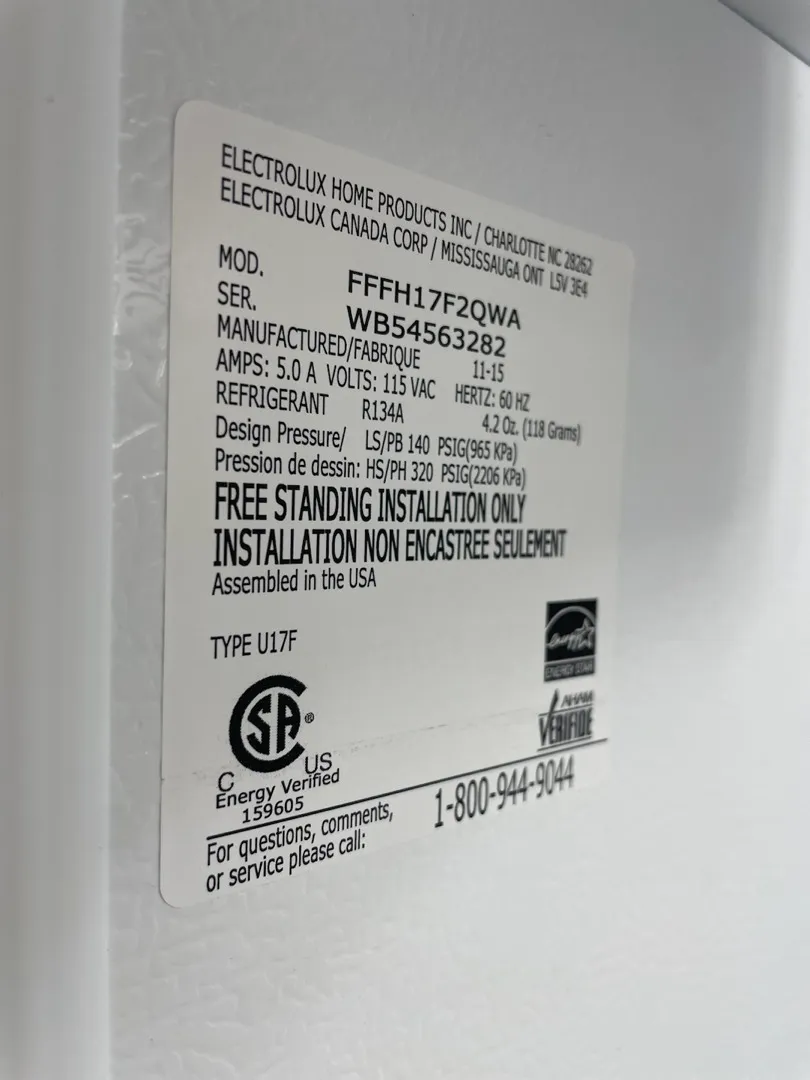 ELECTROLUX HOME PRODUCTS INC / CHARLOTTE NC 28262
ELECTROLUX CANADA CORP / MISSISSAUGA ONT L5V 3E4
MOD. FFFH17F2QWA
SER. WB54563282
MANUFACTURED/FABRIQUE 11-15
AMPS: 5.0 A VOLTS: 115 VAC HERTZ: 60 HZ
REFRIGERANT R134A 4.2 Oz. (118 Grams)
Design Pressure/ LS/PB 140 PSIG(965 KPa)
Pression de dessin: HS/PH 320 PSIG(2206 KPa)
FREE STANDING INSTALLATION ONLY
INSTALLATION NON ENCASTREE SEULEMENT
Assembled in the USA
TYPE U17F
energy
ENERGY STAR
SA ®
C US
Energy Verified
159605
AHAM
VERIFIDE
For questions, comments,
or service please call:
1-800-944-9044